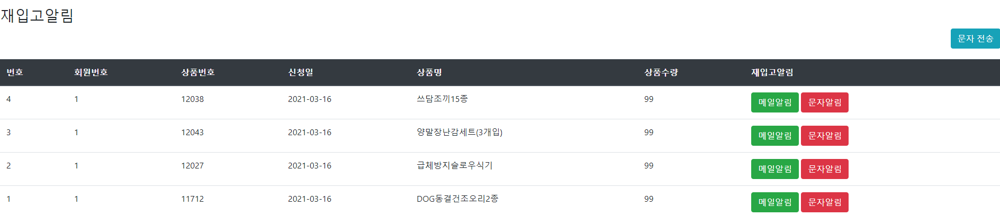 재입고알림
문자 전송
번호 회원번호 상품번호 신청일 상품명 상품수량 재입고알림
4 1 12038 2021-03-16 쓰담조끼15종 99 메일알림 문자알림
3 1 12043 2021-03-16 양말장난감세트(3개입) 99 메일알림 문자알림
2 1 12027 2021-03-16 급체방지슬로우식기 99 메일알림 문자알림
1 1 11712 2021-03-16 DOG동결건조오리2종 99 메일알림 문자알림